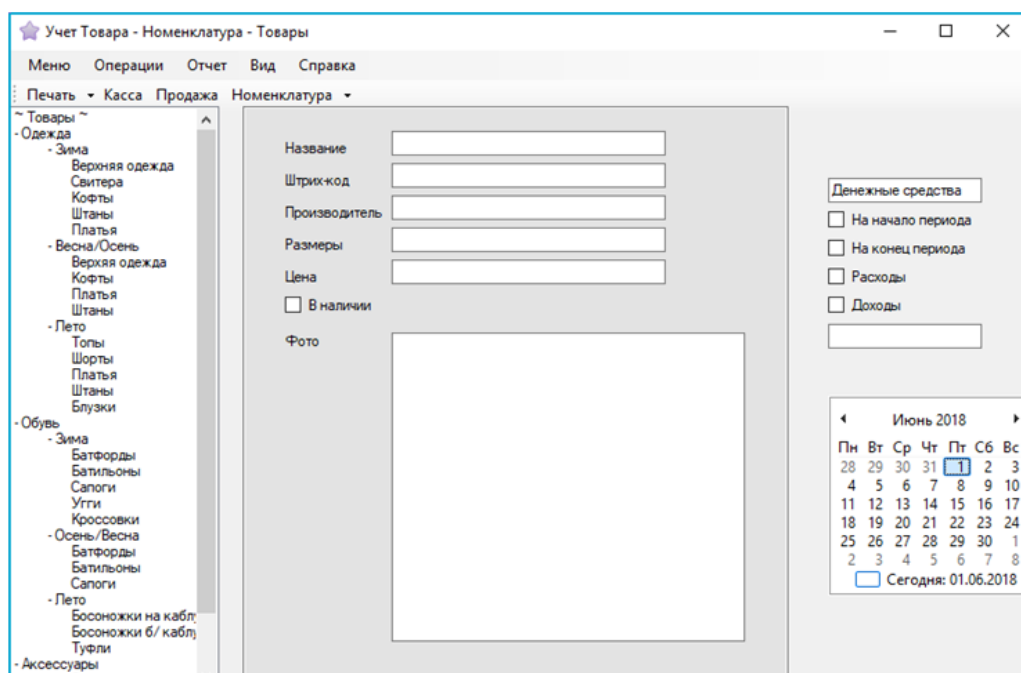 Учет Товара - Номенклатура - Товары
Меню Операции Отчет Вид Справка
Печать Касса Продажа Номенклатура
~ Товары ~
- Одежда
- Зима
Верхняя одежда
Свитера
Кофты
Штаны
Платья
- Весна/Осень
Верхяя одежда
Кофты
Платья
Штаны
- Лето
Топы
Шорты
Платья
Штаны
Блузки
- Обувь
- Зима
Батфорды
Батильоны
Сапоги
Угги
Кроссовки
- Осень/Весна
Батфорды
Батильоны
Сапоги
- Лето
Босоножки на каблу
Босоножки б/ каблу
Туфли
- Аксессуары
Название
Штрих-код
Производитель
Размеры
Цена
В наличии
Фото
Денежные средства
На начало периода
На конец периода
Расходы
Доходы
Июнь 2018
Пн Вт Ср Чт Пт Сб Вс
28 29 30 31 1 2 3
4 5 6 7 8 9 10
11 12 13 14 15 16 17
18 19 20 21 22 23 24
25 26 27 28 29 30 1
2 3 4 5 6 7 8
Сегодня: 01.06.2018